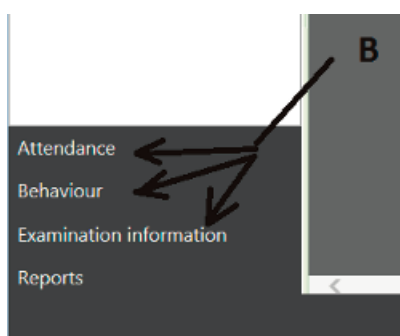 B
Attendance
Behaviour
Examination information
Reports